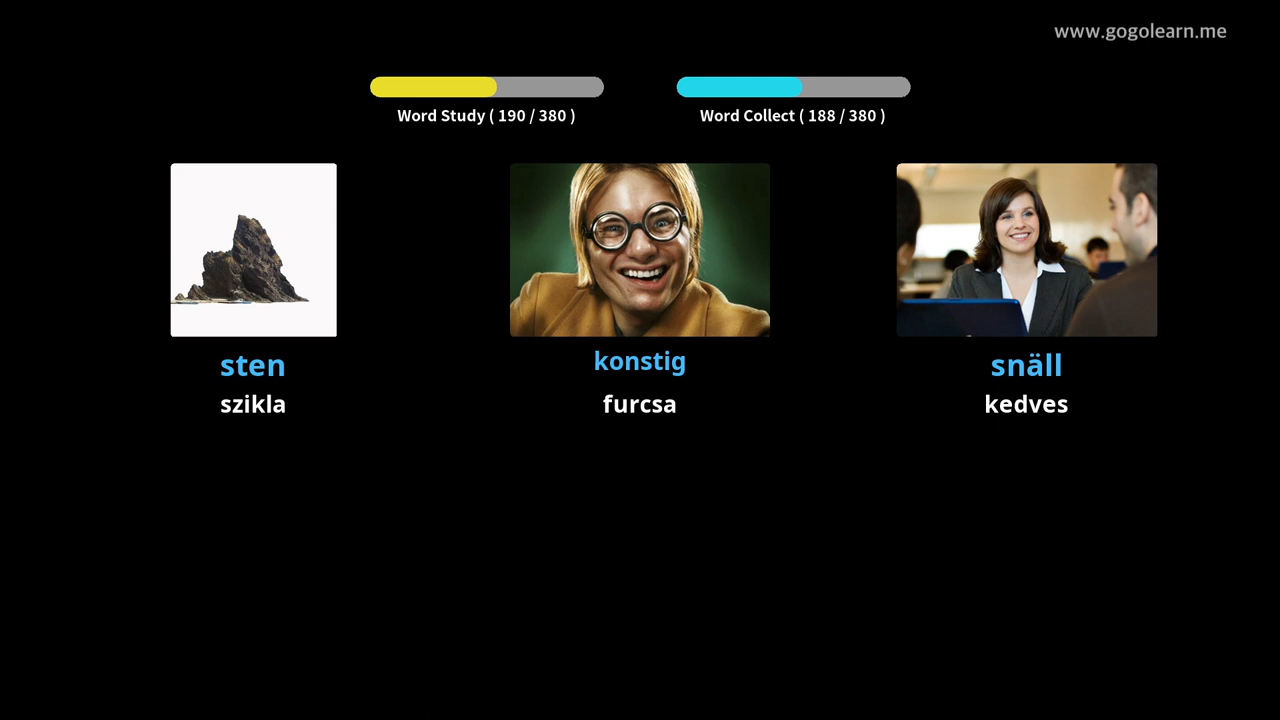 www.gogolearn.me
Word Study ( 190 / 380 )
Word Collect ( 188 / 380 )
sten
konstig
snäll
szikla
furcsa
kedves